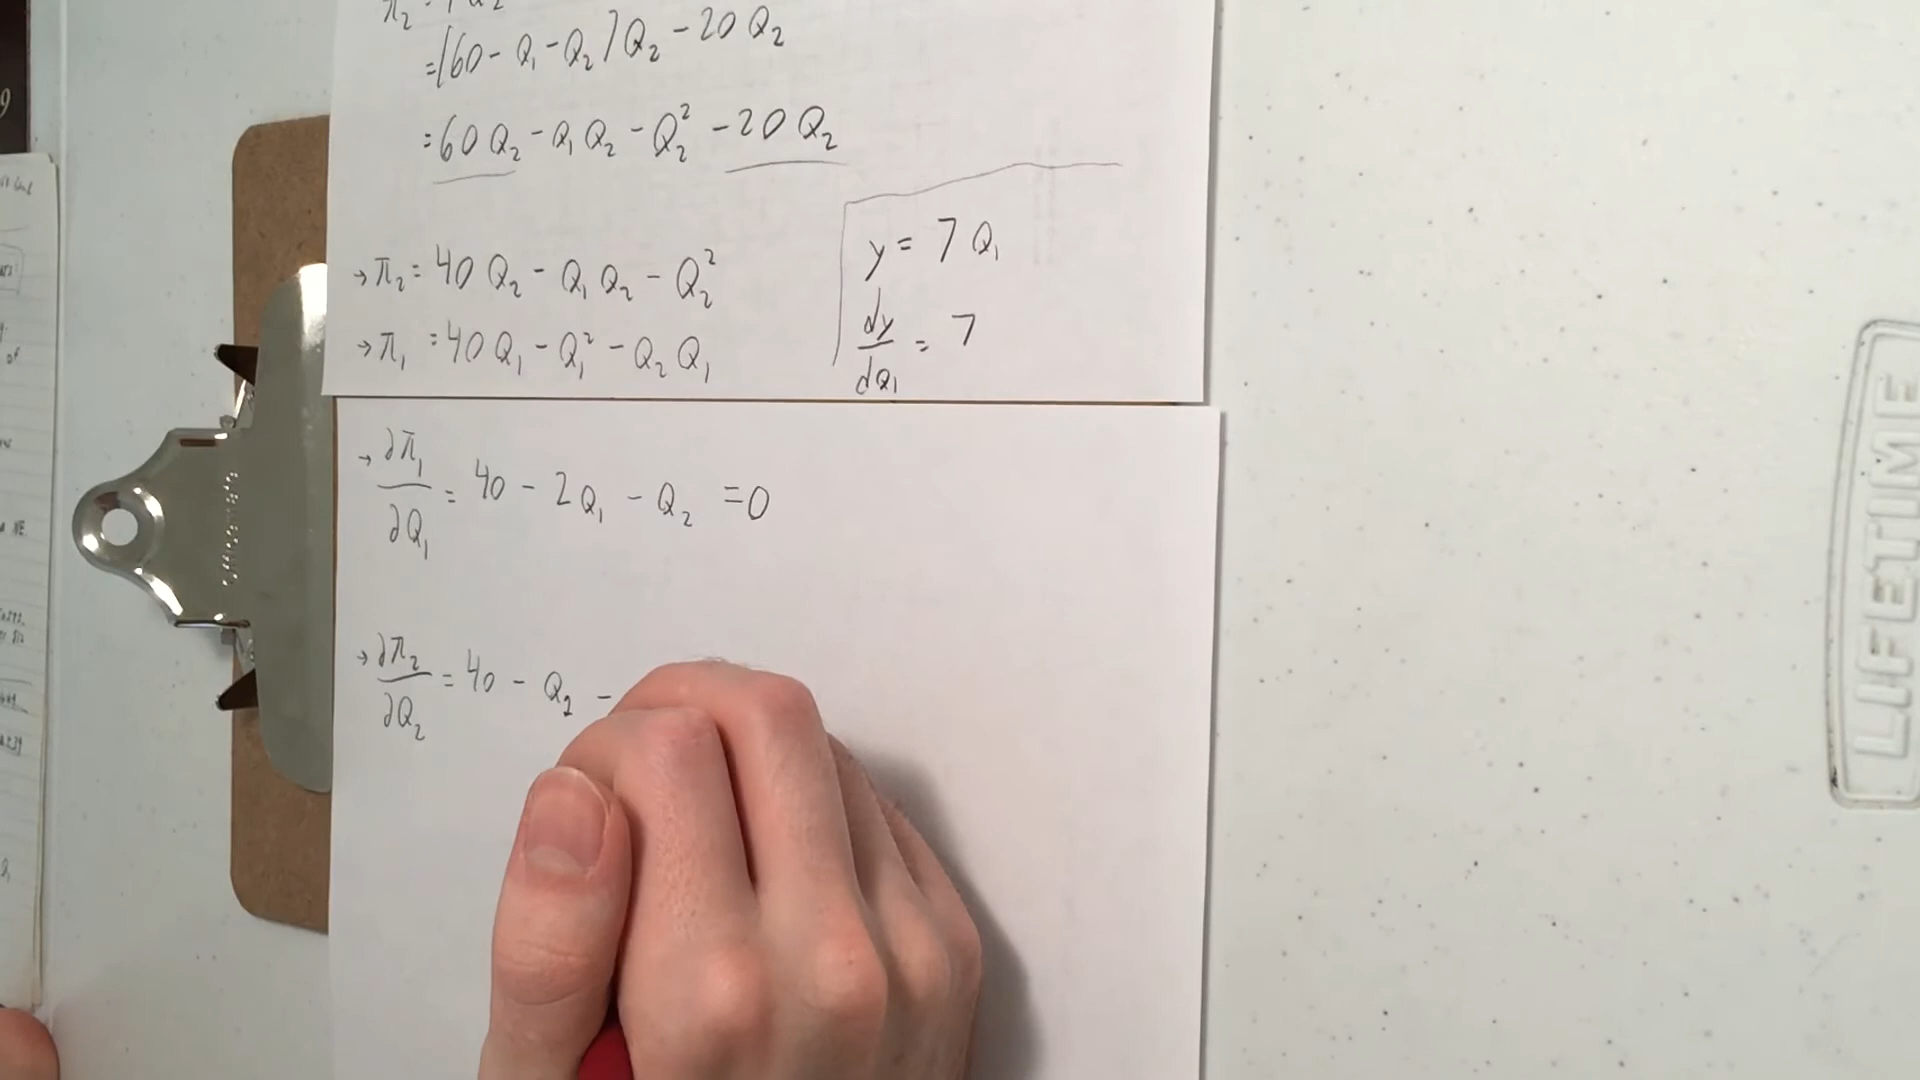 =(60 - Q₁ - Q₂)Q₂ - 20 Q₂
=60 Q₂ - Q₁ Q₂ - Q₂² - 20 Q₂
→ π₂ = 40 Q₂ - Q₁ Q₂ - Q₂²
→ π₁ = 40 Q₁ - Q₁² - Q₂ Q₁
y = 7 Q₁
dy/dQ₁ = 7
→ ∂π₁/∂Q₁ = 40 - 2Q₁ - Q₂ = 0
→ ∂π₂/∂Q₂ = 40 - Q₂ -
LIFETIME